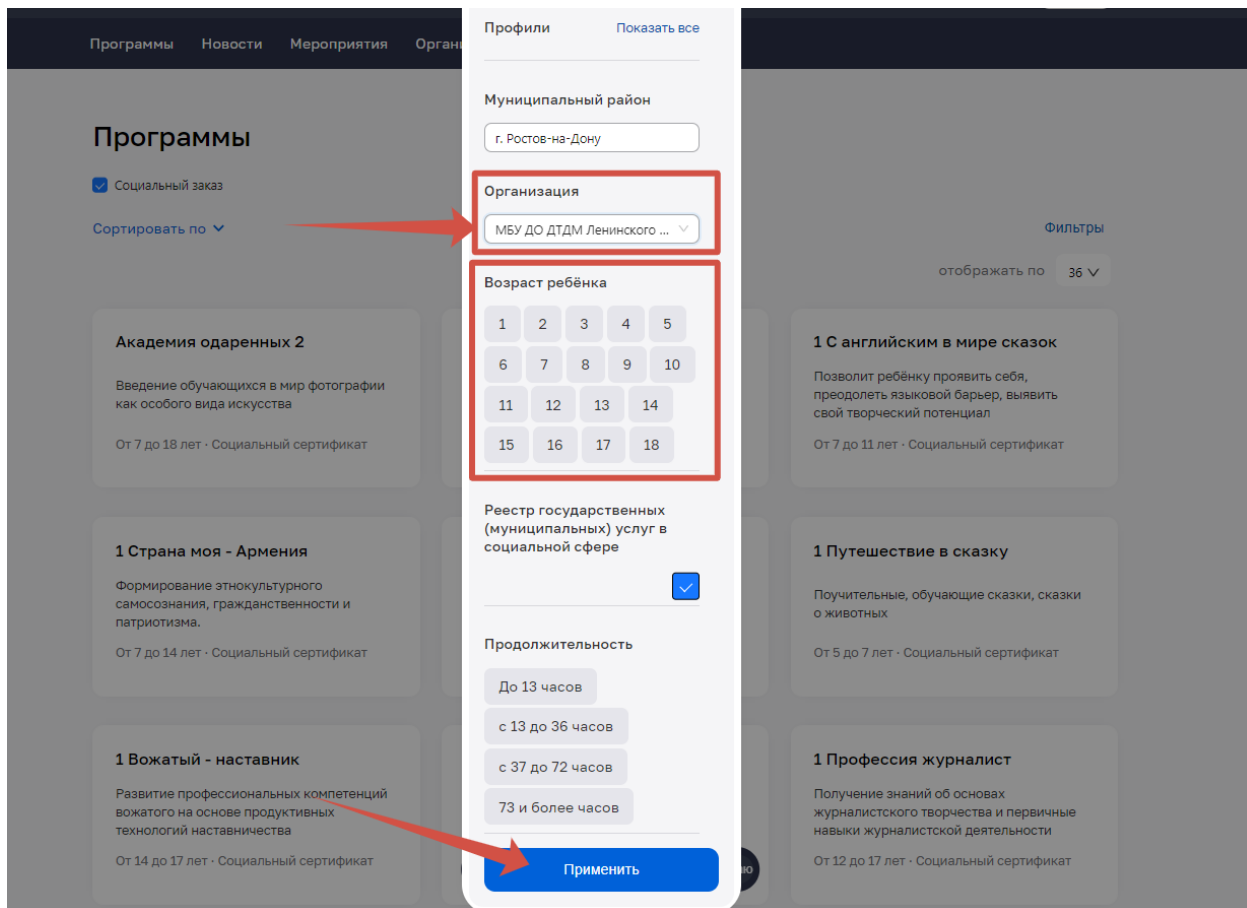 Программы Новости Мероприятия
Программы
Социальный заказ
Сортировать по
Фильтры
отображать по 36
Академия одаренных 2
Введение обучающихся в мир фотографии
как особого вида искусства
От 7 до 18 лет · Социальный сертификат
1 С английским в мире сказок
Позволит ребёнку проявить себя,
преодолеть языковой барьер, выявить
свой творческий потенциал
От 7 до 11 лет · Социальный сертификат
1 Страна моя - Армения
Формирование этнокультурного
самосознания, гражданственности и
патриотизма.
От 7 до 14 лет · Социальный сертификат
1 Путешествие в сказку
Поучительные, обучающие сказки, сказки
о животных
От 5 до 7 лет · Социальный сертификат
1 Вожатый - наставник
Развитие профессиональных компетенций
вожатого на основе продуктивных
технологий наставничества
От 14 до 17 лет · Социальный сертификат
1 Профессия журналист
Получение знаний об основах
журналистского творчества и первичные
навыки журналистской деятельности
От 12 до 17 лет · Социальный сертификат
Профили Показать все
Муниципальный район
г. Ростов-на-Дону
Организация
МБУ ДО ДТДМ Ленинского ...
Возраст ребёнка
1 2 3 4 5
6 7 8 9 10
11 12 13 14
15 16 17 18
Реестр государственных
(муниципальных) услуг в
социальной сфере
Продолжительность
До 13 часов
с 13 до 36 часов
с 37 до 72 часов
73 и более часов
Применить